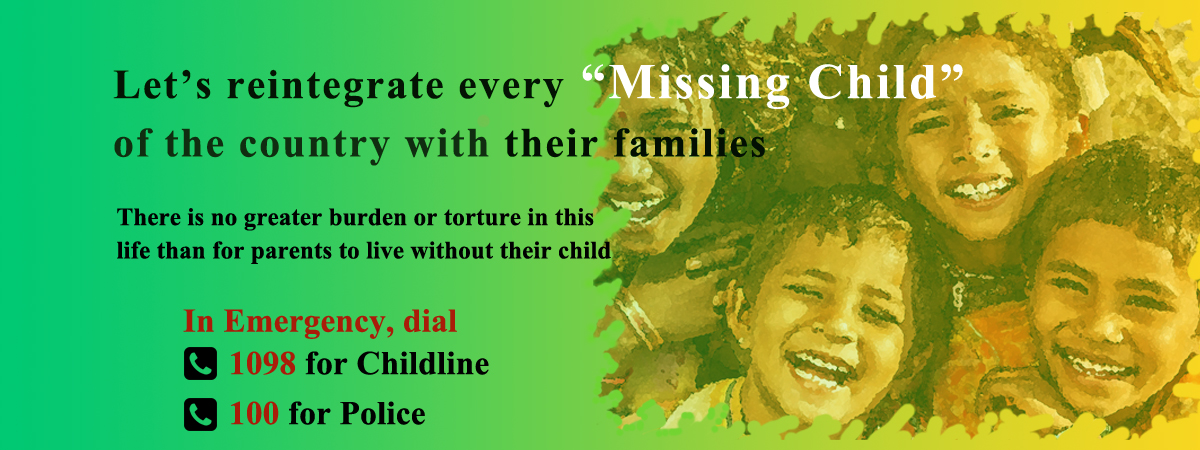 Let’s reintegrate every “Missing Child”
of the country with their families
There is no greater burden or torture in this
life than for parents to live without their child
In Emergency, dial
1098 for Childline
100 for Police